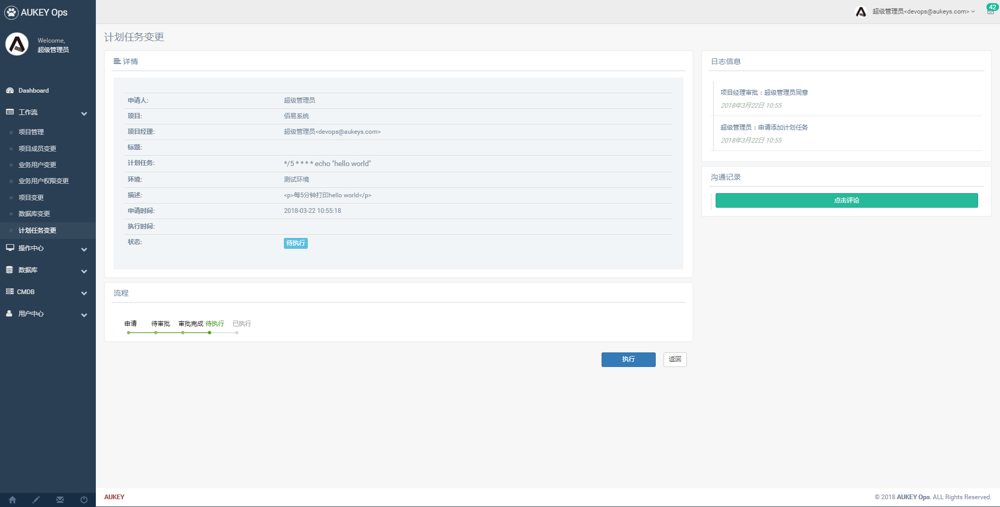 AUKEY Ops
超级管理员<devops@aukeys.com>
42
Welcome,
超级管理员
Dashboard
工作流
项目管理
项目成员变更
业务用户变更
业务用户权限变更
项目变更
数据库变更
计划任务变更
操作中心
数据库
CMDB
用户中心
计划任务变更
详情
申请人: 超级管理员
项目: 佰易系统
项目经理: 超级管理员<devops@aukeys.com>
标题:
计划任务: */5 * * * * echo "hello world"
环境: 测试环境
描述: <p>每5分钟打印hello world</p>
申请时间: 2018-03-22 10:55:18
执行时间:
状态: 待执行
流程
申请 待审批 审批完成 待执行 已执行
执行 返回
日志信息
项目经理审批：超级管理员同意
2018年3月22日 10:55
超级管理员：申请添加计划任务
2018年3月22日 10:55
沟通记录
点击评论
AUKEY
© 2018 AUKEY Ops. ALL Rights Reserved.